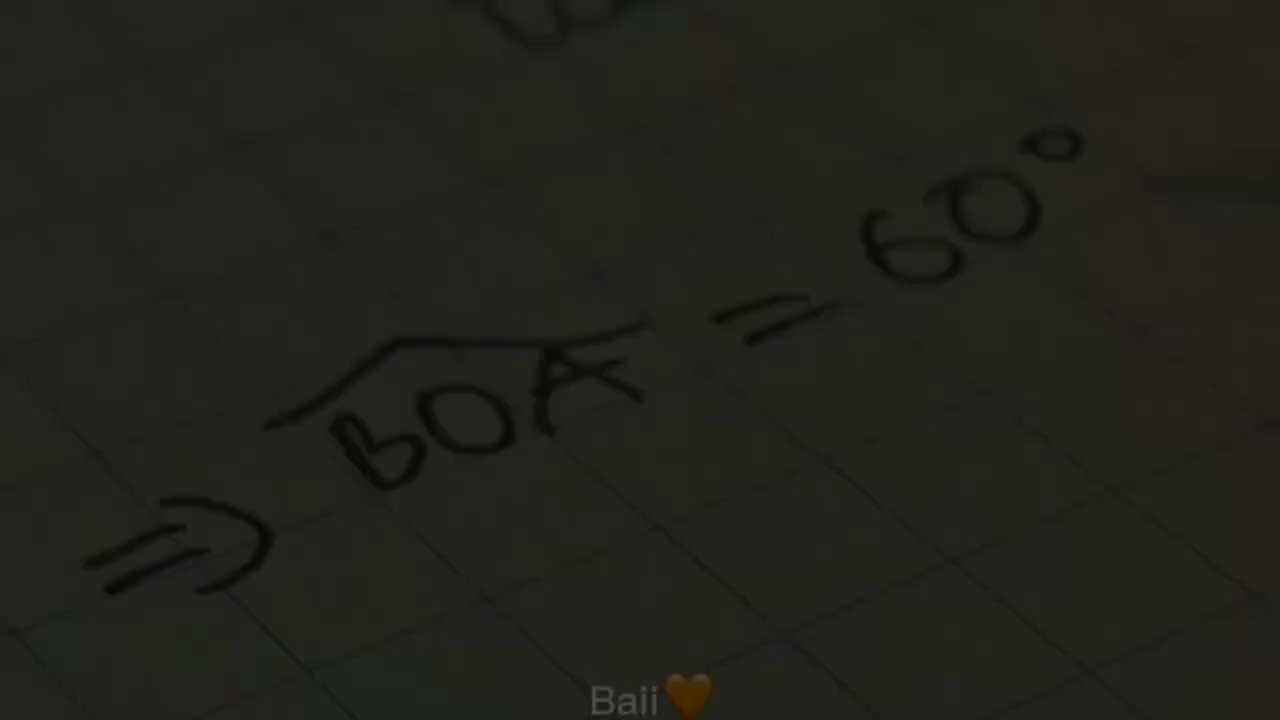 ⇒ BOA = 60°
Baii🧡